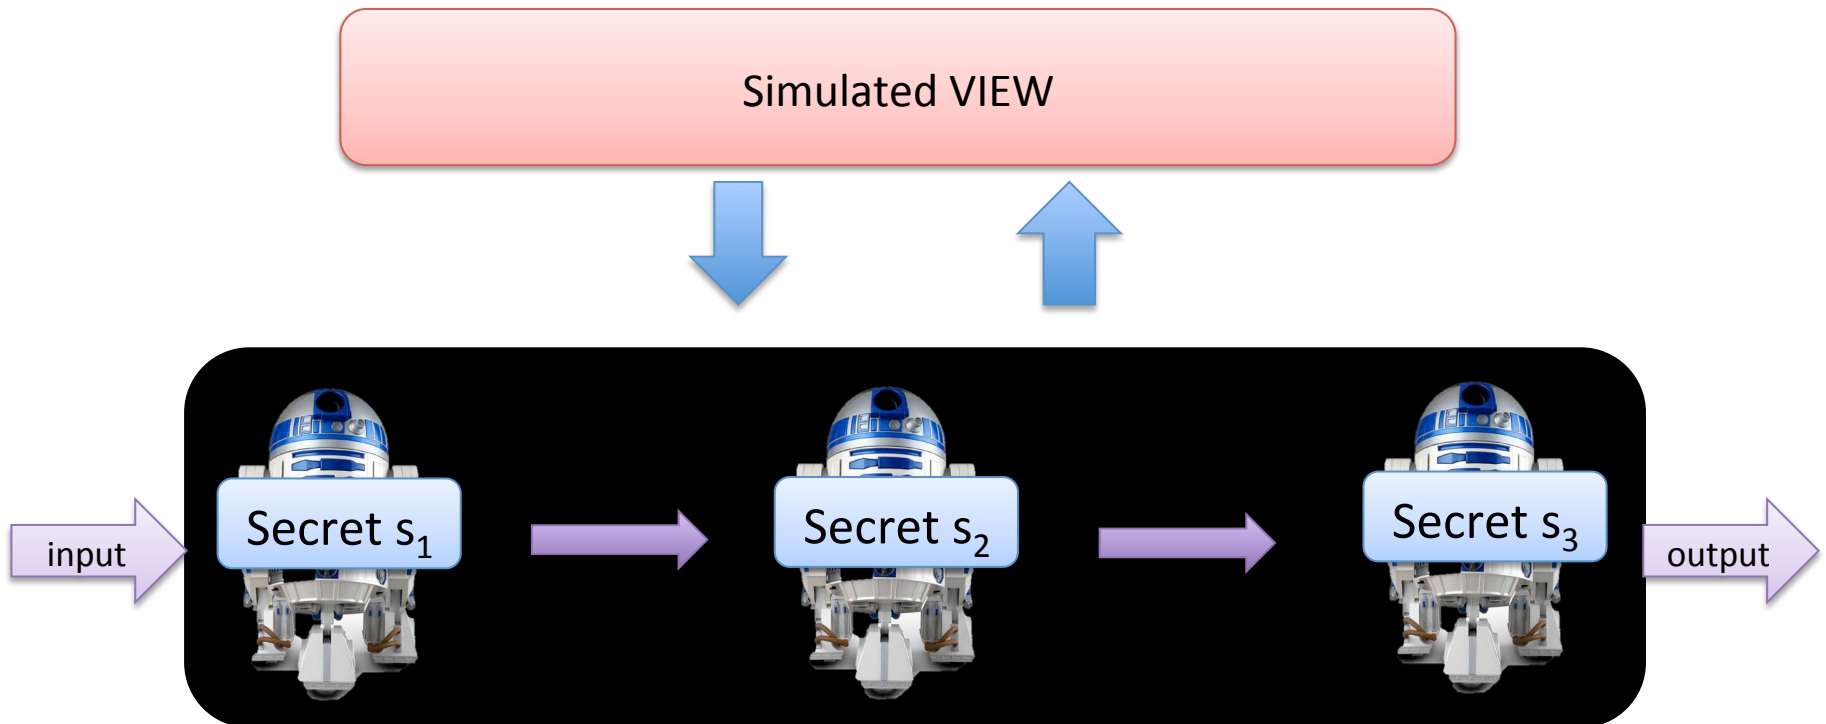 Simulated VIEW
input
Secret s₁
Secret s₂
Secret s₃
output